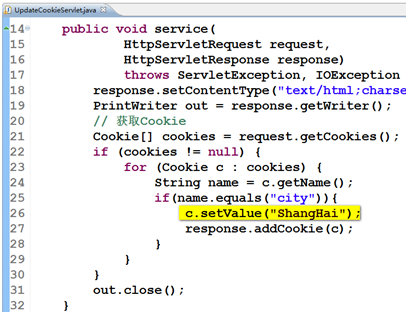 UpdateCookieServlet.java
14 public void service(
15 HttpServletRequest request,
16 HttpServletResponse response)
17 throws ServletException, IOException
18 response.setContentType("text/html;charse
19 PrintWriter out = response.getWriter();
20 // 获取Cookie
21 Cookie[] cookies = request.getCookies();
22 if (cookies != null) {
23 for (Cookie c : cookies) {
24 String name = c.getName();
25 if(name.equals("city")){
26 c.setValue("ShangHai");
27 response.addCookie(c);
28 }
29 }
30 }
31 out.close();
32 }